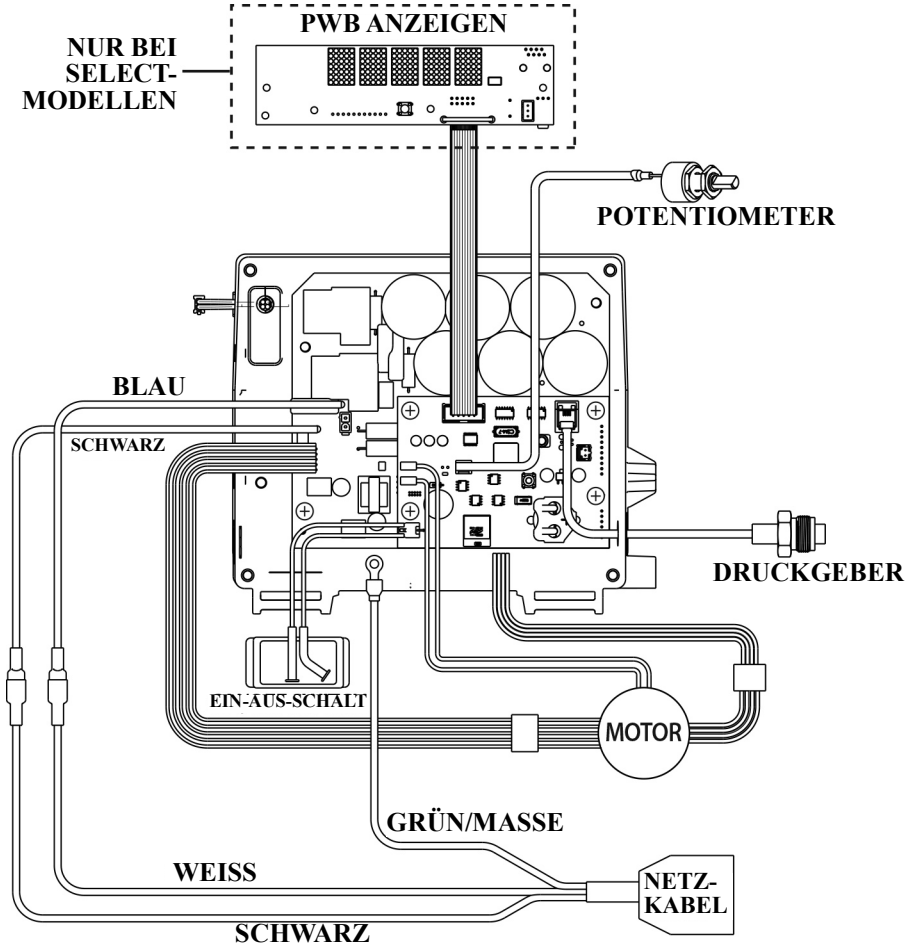 PWB ANZEIGEN
NUR BEI
SELECT-
MODELLEN
POTENTIOMETER
BLAU
SCHWARZ
DRUCKGEBER
EIN-AUS-SCHALT
MOTOR
GRÜN/MASSE
WEISS
NETZ-
KABEL
SCHWARZ